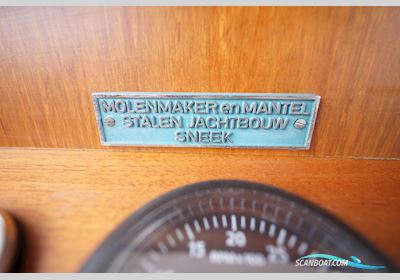 MOLENMAKER en MANTEL
STALEN JACHTBOUW
SNEEK
15 20 25
SCANBOAT.COM